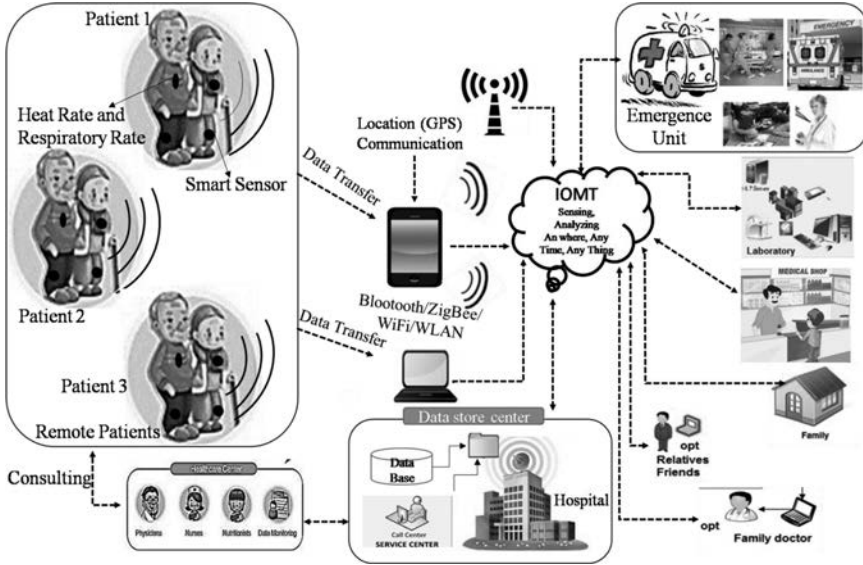 Patient 1
Heat Rate and
Respiratory Rate
Smart Sensor
Patient 2
Patient 3
Remote Patients
Data Transfer
Data Transfer
Location (GPS)
Communication
Blootooth/ZigBee/
WiFi/WLAN
IOMT
Sensing,
Analyzing
An where, Any
Time, Any Thing
EMERGENCY
AMBULANCE
Emergence
Unit
Laboratory
MEDICAL SHOP
Family
opt
Relatives
Friends
opt
Family doctor
Data store center
Data
Base
Call Center
SERVICE CENTER
Hospital
Consulting
Healthcare Center
Physicians
Nurses
Nutritionists
Data Monitoring